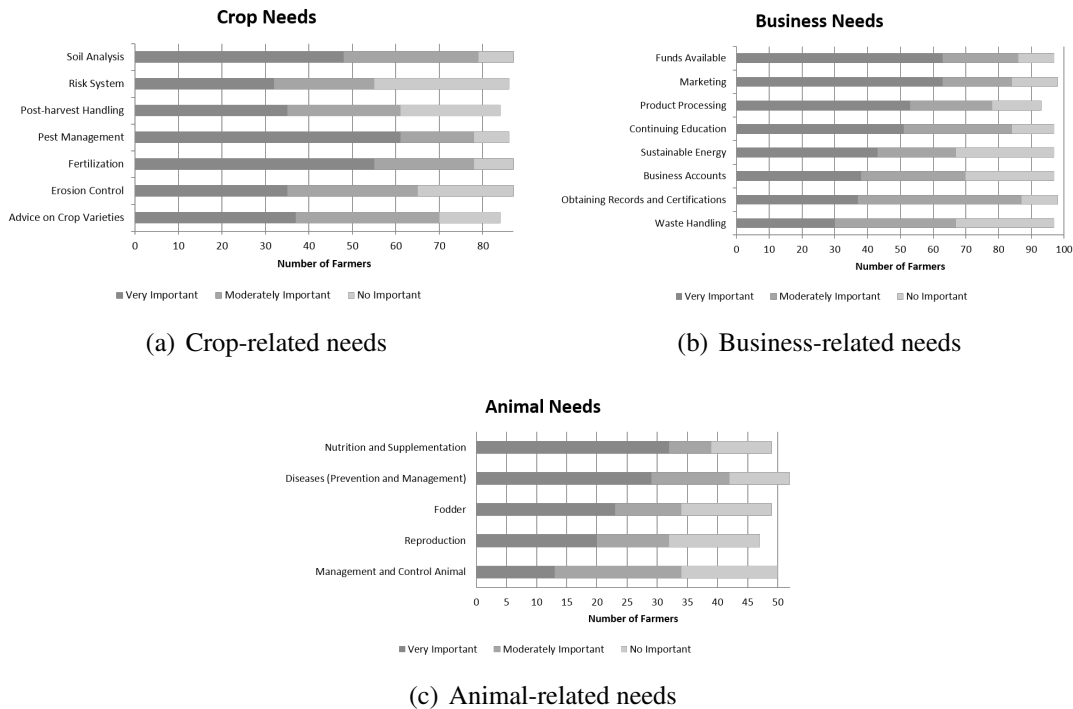 Crop Needs
Soil Analysis
Risk System
Post-harvest Handling
Pest Management
Fertilization
Erosion Control
Advice on Crop Varieties
0 10 20 30 40 50 60 70 80
Number of Farmers
Very Important Moderately Important No Important
(a) Crop-related needs
Business Needs
Funds Available
Marketing
Product Processing
Continuing Education
Sustainable Energy
Business Accounts
Obtaining Records and Certifications
Waste Handling
0 10 20 30 40 50 60 70 80 90 100
Number of Farmers
Very Important Moderately Important No Important
(b) Business-related needs
Animal Needs
Nutrition and Supplementation
Diseases (Prevention and Management)
Fodder
Reproduction
Management and Control Animal
0 5 10 15 20 25 30 35 40 45 50
Number of Farmers
Very Important Moderately Important No Important
(c) Animal-related needs